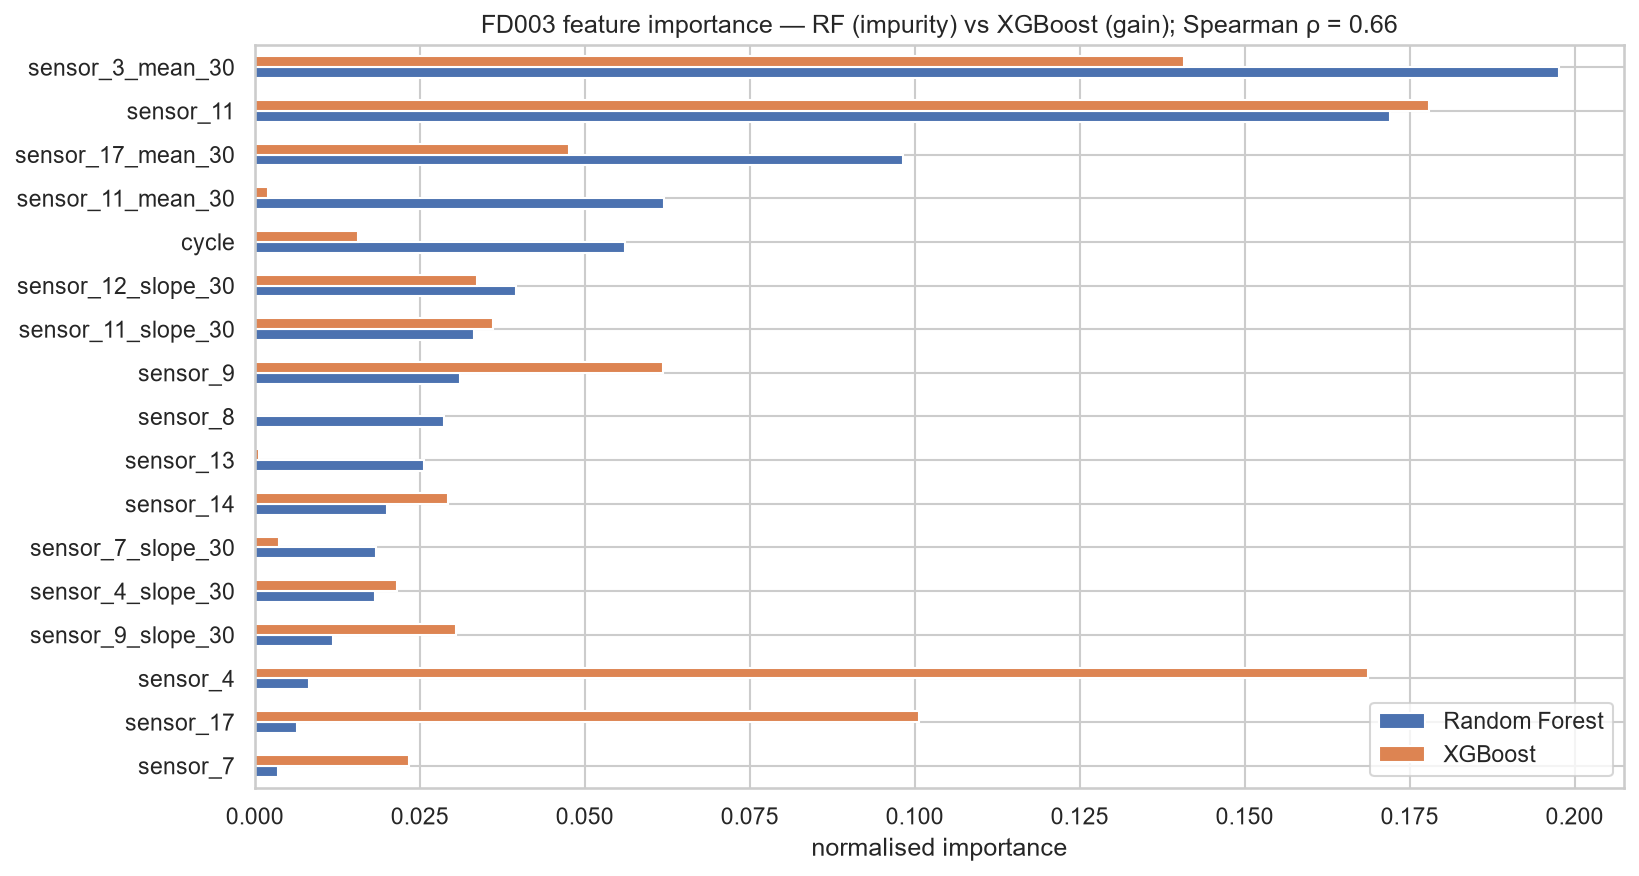 FD003 feature importance — RF (impurity) vs XGBoost (gain); Spearman ρ = 0.66
sensor_3_mean_30
sensor_11
sensor_17_mean_30
sensor_11_mean_30
cycle
sensor_12_slope_30
sensor_11_slope_30
sensor_9
sensor_8
sensor_13
sensor_14
sensor_7_slope_30
sensor_4_slope_30
sensor_9_slope_30
sensor_4
sensor_17
sensor_7
Random Forest
XGBoost
0.000 0.025 0.050 0.075 0.100 0.125 0.150 0.175 0.200
normalised importance